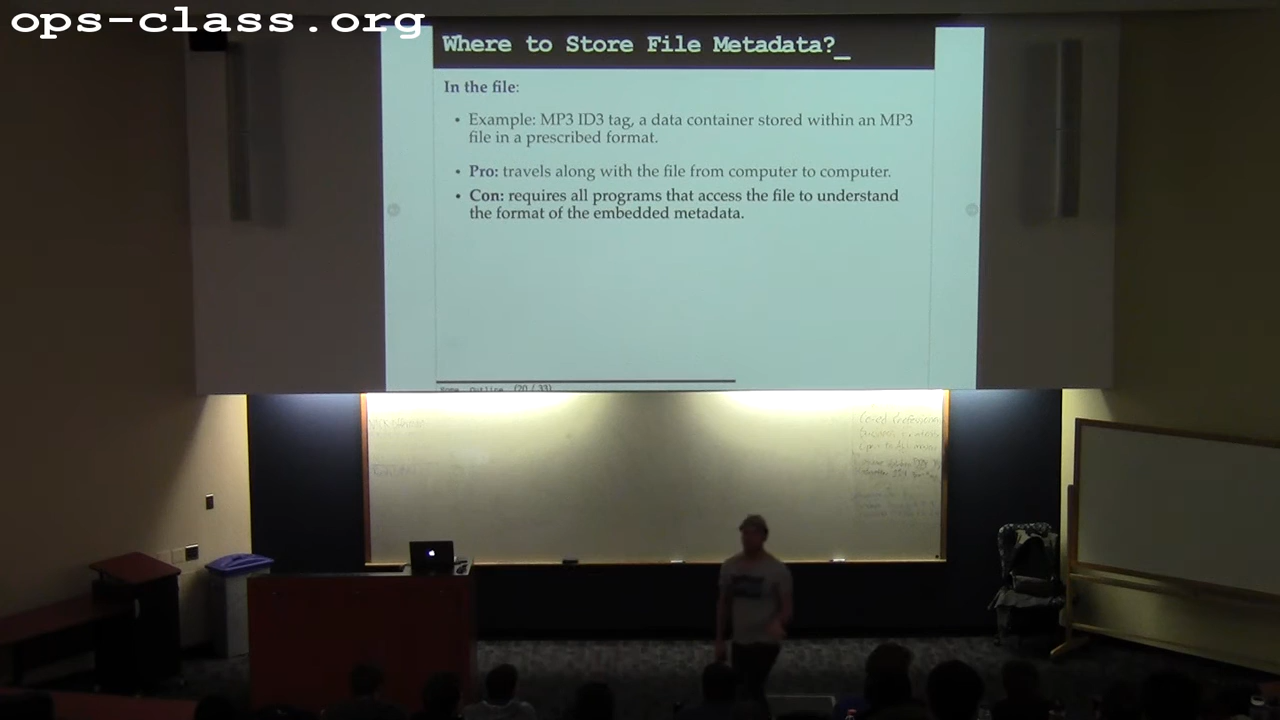 ops-class.org
Where to Store File Metadata?_
In the file:
• Example: MP3 ID3 tag, a data container stored within an MP3
file in a prescribed format.
• Pro: travels along with the file from computer to computer.
• Con: requires all programs that access the file to understand
the format of the embedded metadata.
(20 / 33)